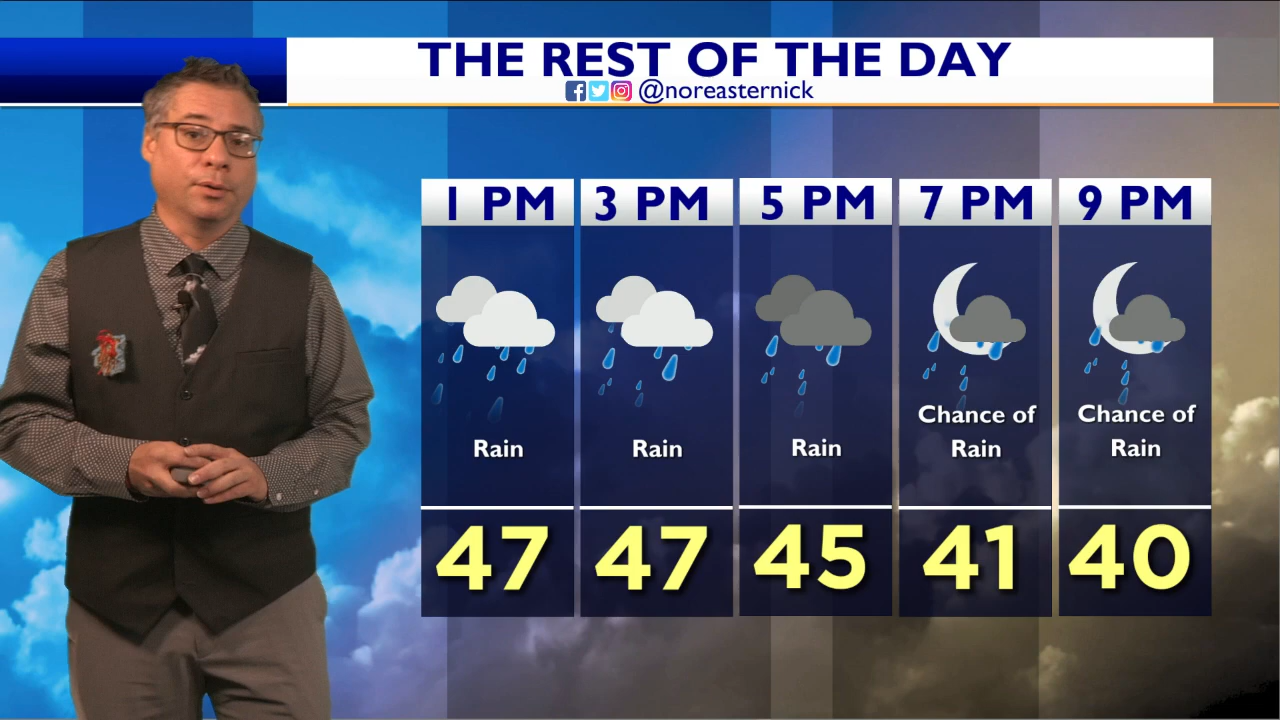 THE REST OF THE DAY
@noreasternick
1 PM 3 PM 5 PM 7 PM 9 PM
Rain Rain Rain Chance of Rain Chance of Rain
47 47 45 41 40